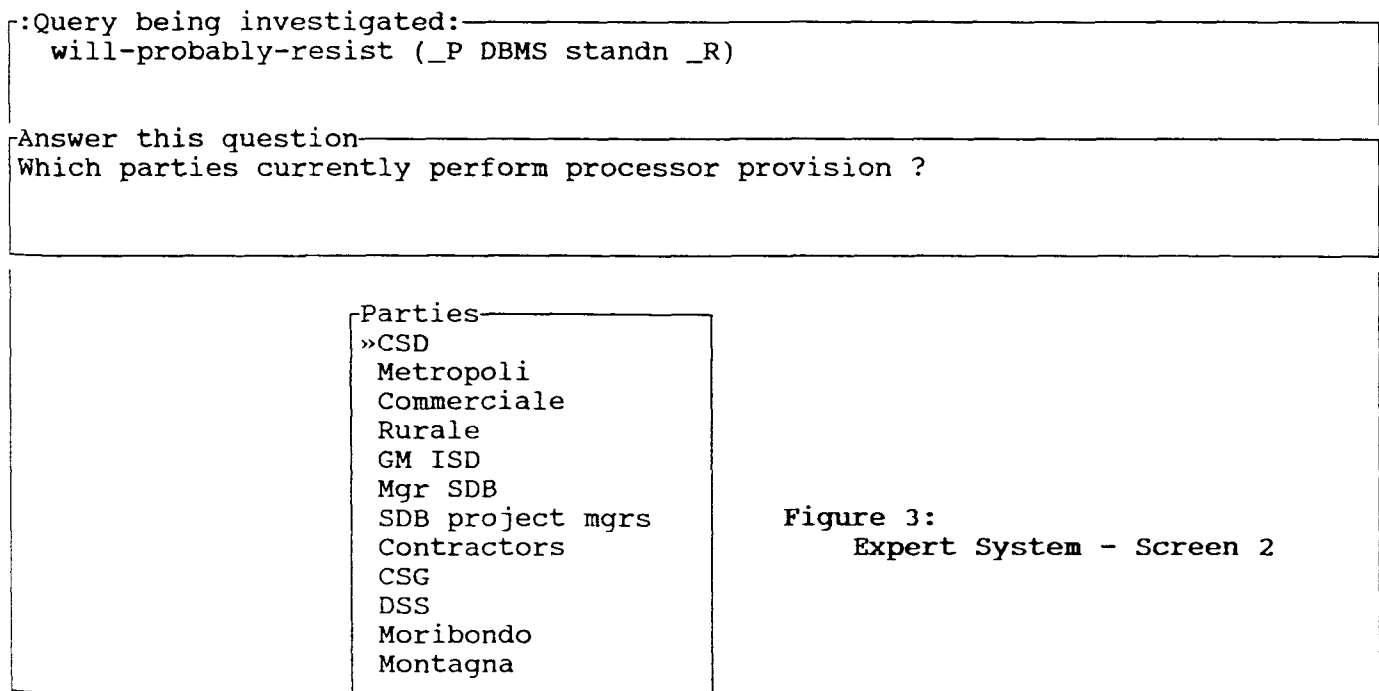 :Query being investigated:
will-probably-resist (_P DBMS standn _R)
Answer this question
Which parties currently perform processor provision ?
Parties
»CSD
Metropoli
Commerciale
Rurale
GM ISD
Mgr SDB
SDB project mgrs
Contractors
CSG
DSS
Moribondo
Montagna
Figure 3:
Expert System - Screen 2